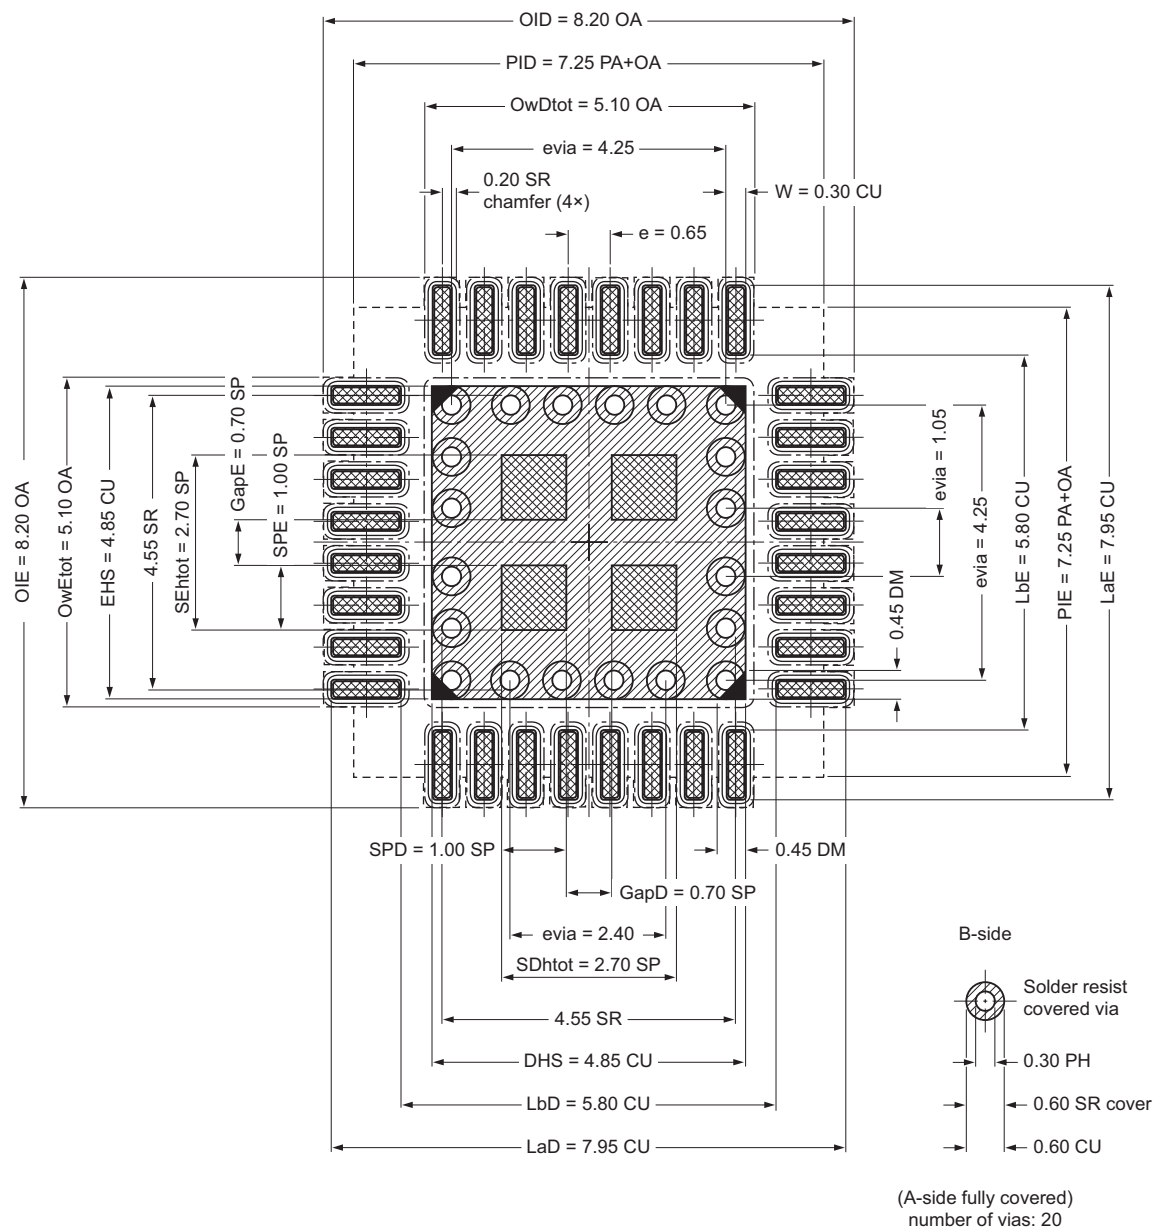 OID = 8.20 OA
PID = 7.25 PA+OA
OwDtot = 5.10 OA
evia = 4.25
0.20 SR
chamfer (4×)
W = 0.30 CU
e = 0.65
OIE = 8.20 OA
OwEtot = 5.10 OA
EHS = 4.85 CU
4.55 SR
SEhtot = 2.70 SP
GapE = 0.70 SP
SPE = 1.00 SP
evia = 1.05
0.45 DM
evia = 4.25
LbE = 5.80 CU
PIE = 7.25 PA+OA
LaE = 7.95 CU
SPD = 1.00 SP
0.45 DM
GapD = 0.70 SP
evia = 2.40
SDhtot = 2.70 SP
4.55 SR
DHS = 4.85 CU
LbD = 5.80 CU
LaD = 7.95 CU
B-side
Solder resist
covered via
0.30 PH
0.60 SR cover
0.60 CU
(A-side fully covered)
number of vias: 20